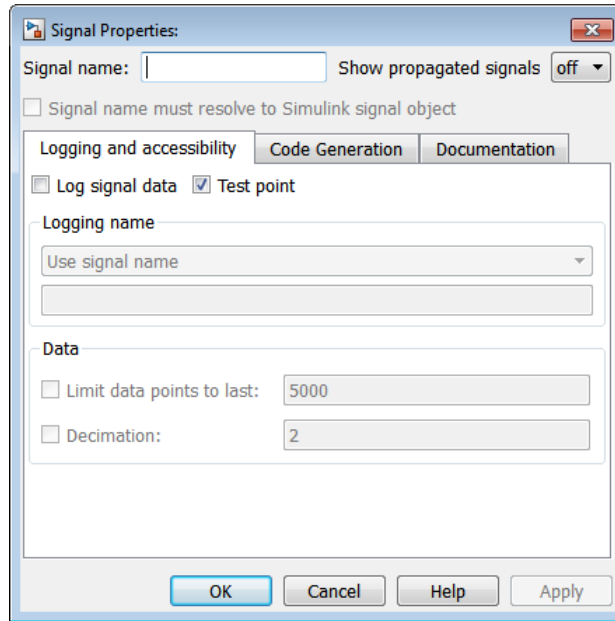 Signal Properties:
Signal name: Show propagated signals off
Signal name must resolve to Simulink signal object
Logging and accessibility Code Generation Documentation
Log signal data Test point
Logging name
Use signal name
Data
Limit data points to last: 5000
Decimation: 2
OK Cancel Help Apply